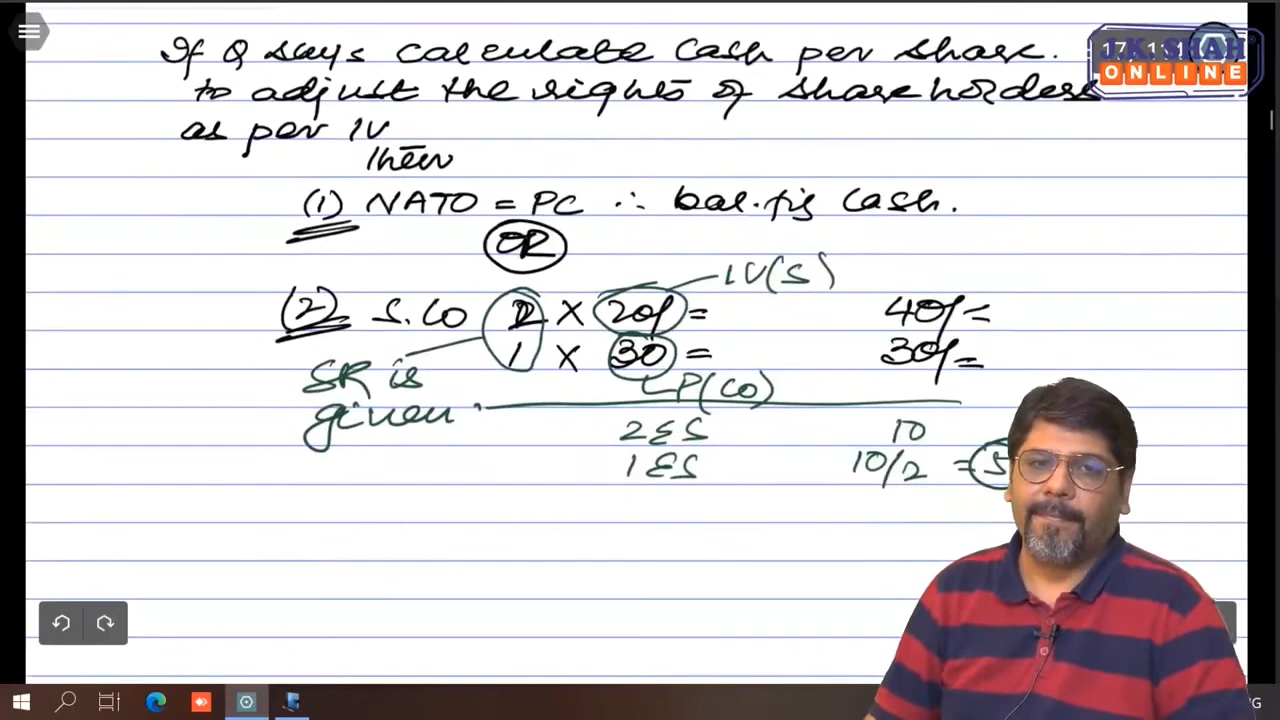 If Q says calculate Cash per share.
to adjust the rights of shareholders
as per IV
then
(1) NATO = PC ∴ bal.fig Cash.
OR
IV(S)
(2) S.Co 2 X 20/= 40/=
1 X 30 = 30/=
SR is
given.
P(CO)
2ES 10
1ES 10/2 = 5
ONLINE